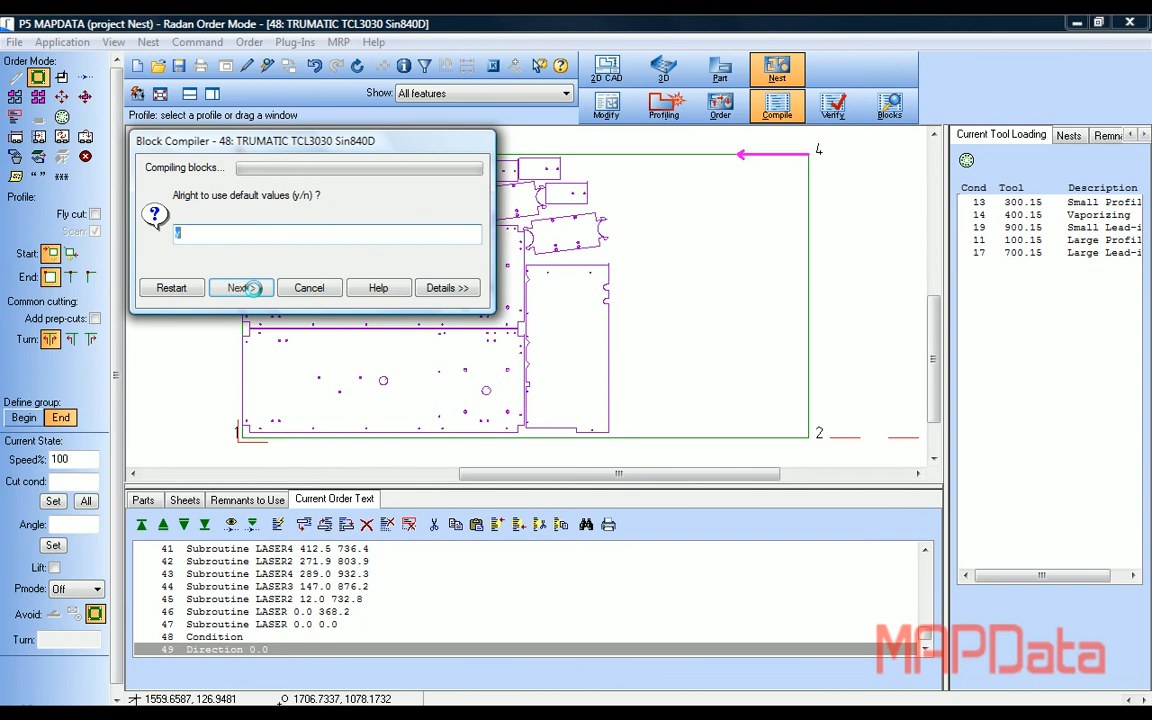 P5 MAPDATA (project Nest) - Radan Order Mode - [48: TRUMATIC TCL3030 Sin840D]
File Application View Nest Command Order Plug-Ins MRP Help
Order Mode:
2D CAD 3D Part Nest
Show: All features
Modify Profiling Order Compile Verify Blocks
Profile: select a profile or drag a window
Current Tool Loading Nests Remna
Block Compiler - 48: TRUMATIC TCL3030 Sin840D
Compiling blocks...
Alright to use default values (y/n) ?
y
Restart Next > Cancel Help Details >>
4
1
2
Cond Tool Description
13 300.15 Small Profil
14 400.15 Vaporizing
19 900.15 Small Lead-i
11 100.15 Large Profil
17 700.15 Large Lead-i
Profile:
Fly cut:
Scan:
Start:
End:
Common cutting:
Add prep-cuts:
Turn:
Define group:
Begin End
Current State:
Speed% 100
Cut cond:
Set All
Angle:
Set
Lift:
Pmode: Off
Avoid:
Turn:
Parts Sheets Remnants to Use Current Order Text
41 Subroutine LASER4 412.5 736.4
42 Subroutine LASER2 271.9 803.9
43 Subroutine LASER4 289.0 932.3
44 Subroutine LASER3 147.0 876.2
45 Subroutine LASER2 12.0 732.8
46 Subroutine LASER 0.0 368.2
47 Subroutine LASER 0.0 0.0
48 Condition
49 Direction 0.0
MAPData
1559.6587, 126.9481 1706.7337, 1078.1732